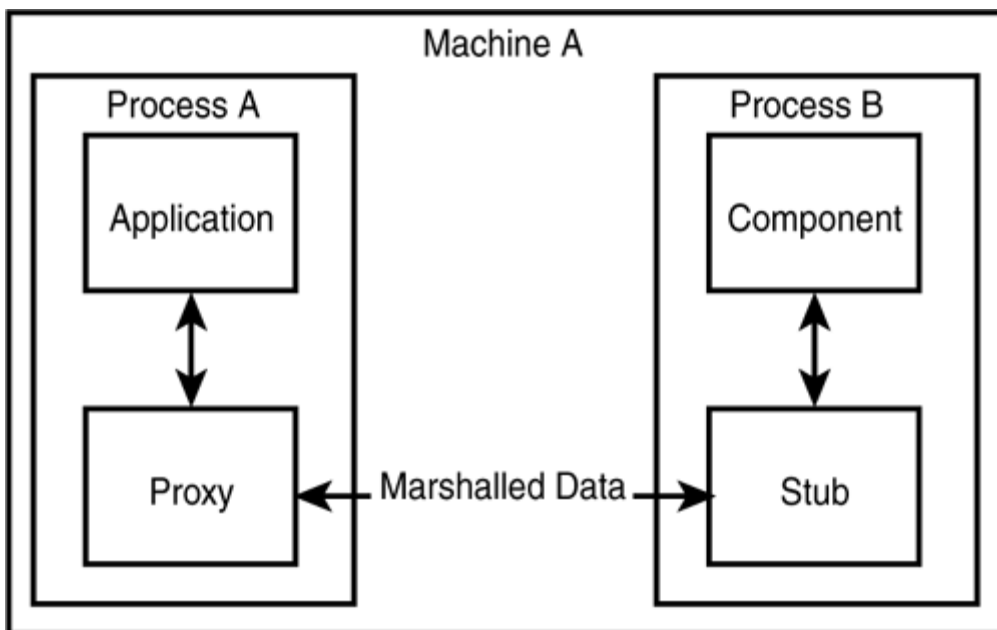 Machine A
Process A
Process B
Application
Component
Proxy
Marshalled Data
Stub